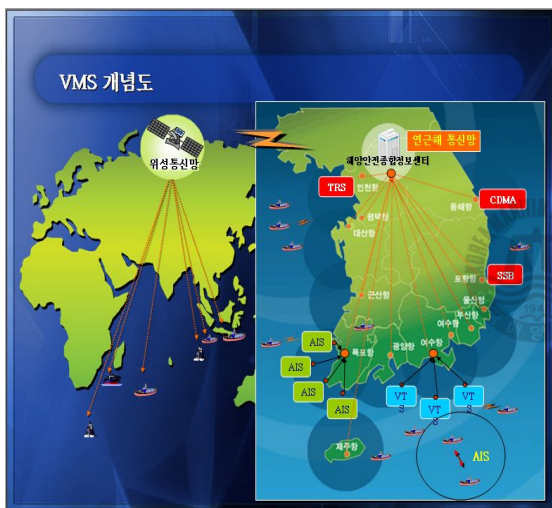 VMS 개념도
위성통신망
연근해 통신망
해양안전종합정보센터
TRS
인천항
CDMA
동해항
평택항
대산항
SSB
포항항
군산항
울산항
부산항
여수항
AIS
목포항
광양항
여수항
AIS
AIS
AIS
VT
S
VT
S
VT
S
AIS
제주항